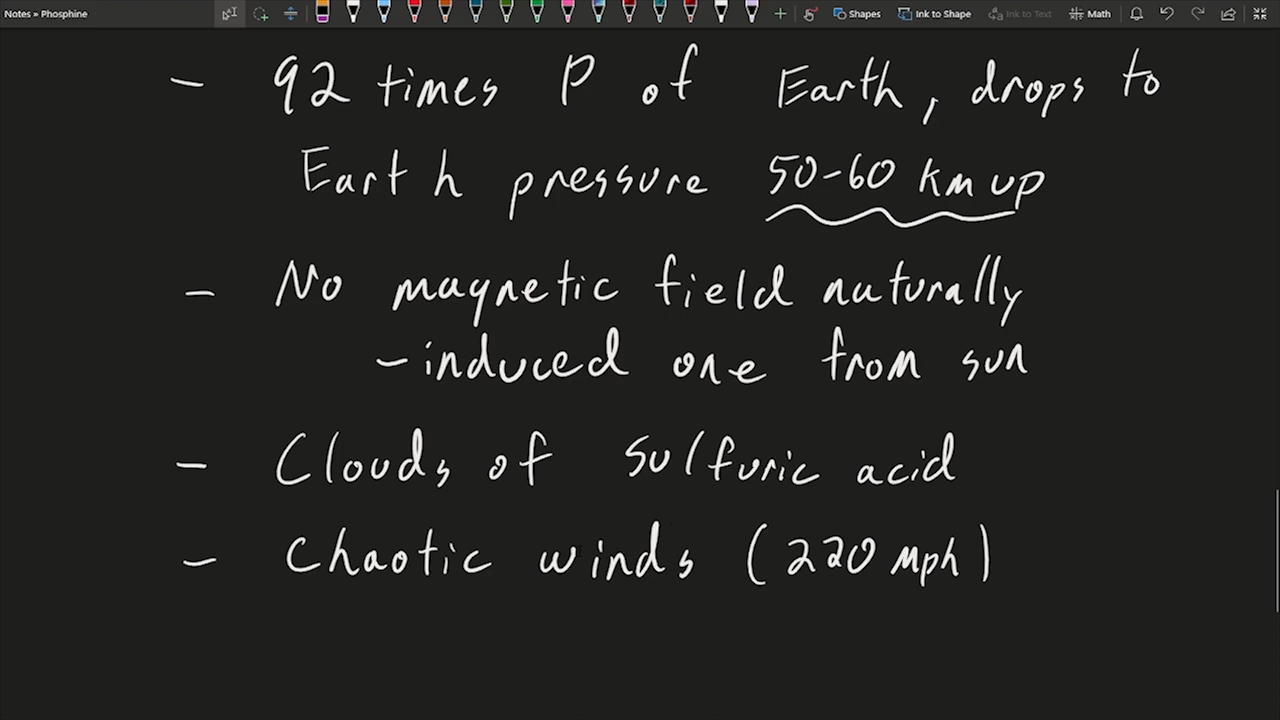 Notes » Phosphine
Shapes Ink to Shape Ink to Text Math
- 92 times P of Earth, drops to
Earth pressure 50-60 km up
- No magnetic field naturally
- induced one from sun
- Clouds of sulfuric acid
- Chaotic winds (220 mph)